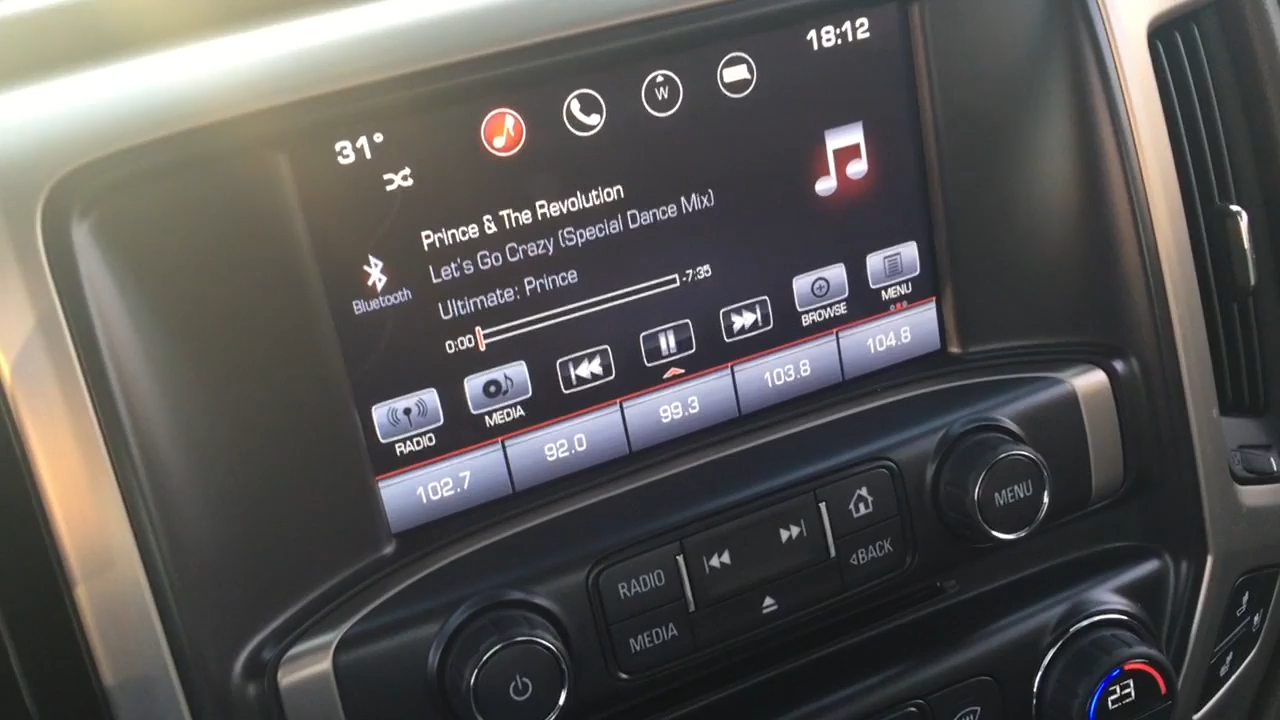 18:12
31°
W
Prince & The Revolution
Let's Go Crazy (Special Dance Mix)
Ultimate: Prince
Bluetooth
0:00 -7:35
RADIO MEDIA BROWSE MENU
102.7 92.0 99.3 103.8 104.8
RADIO
MEDIA
BACK
MENU
23